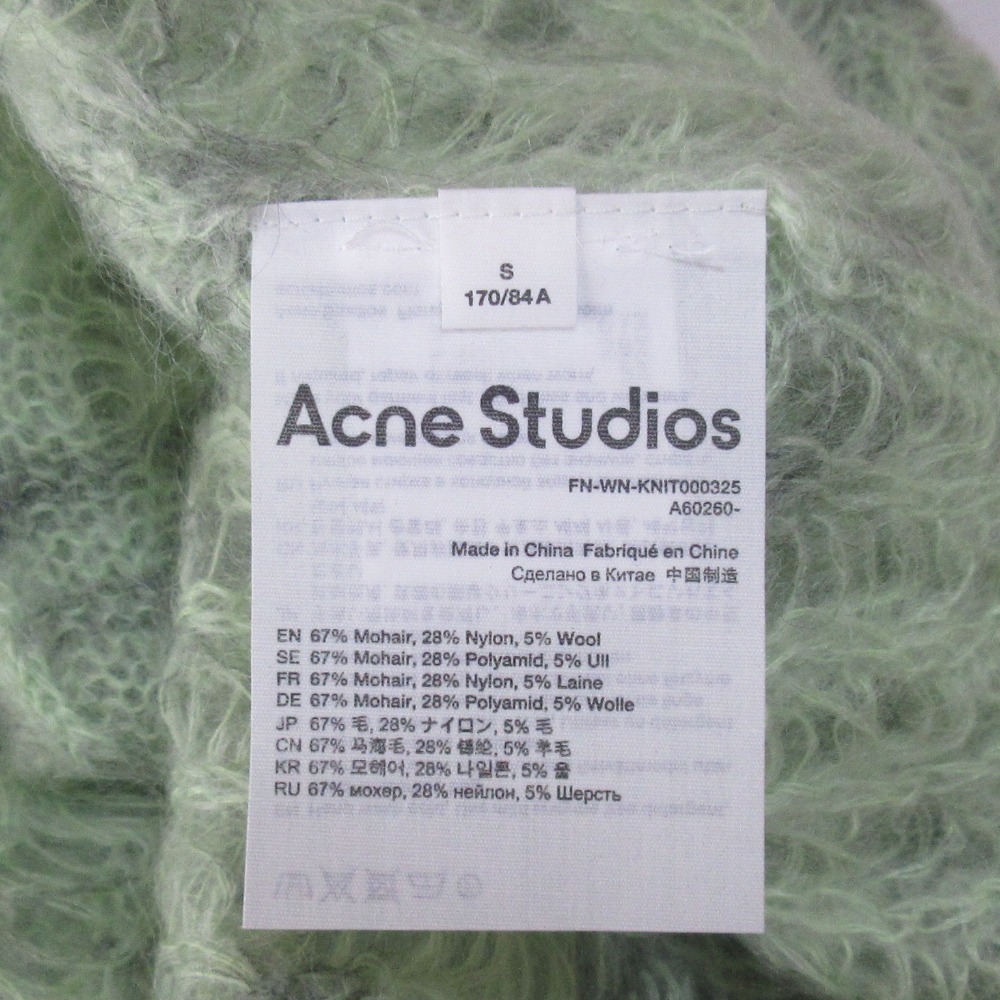 S
170/84A
Acne Studios
FN-WN-KNIT000325
A60260-
Made in China Fabriqué en Chine
Сделано в Китае 中国制造
EN 67% Mohair, 28% Nylon, 5% Wool
SE 67% Mohair, 28% Polyamid, 5% Ull
FR 67% Mohair, 28% Nylon, 5% Laine
DE 67% Mohair, 28% Polyamid, 5% Wolle
JP 67% 毛, 28% ナイロン, 5% 毛
CN 67% 马海毛, 28% 锦纶, 5% 羊毛
KR 67% 모헤어, 28% 나일론, 5% 울
RU 67% мохер, 28% нейлон, 5% Шерсть